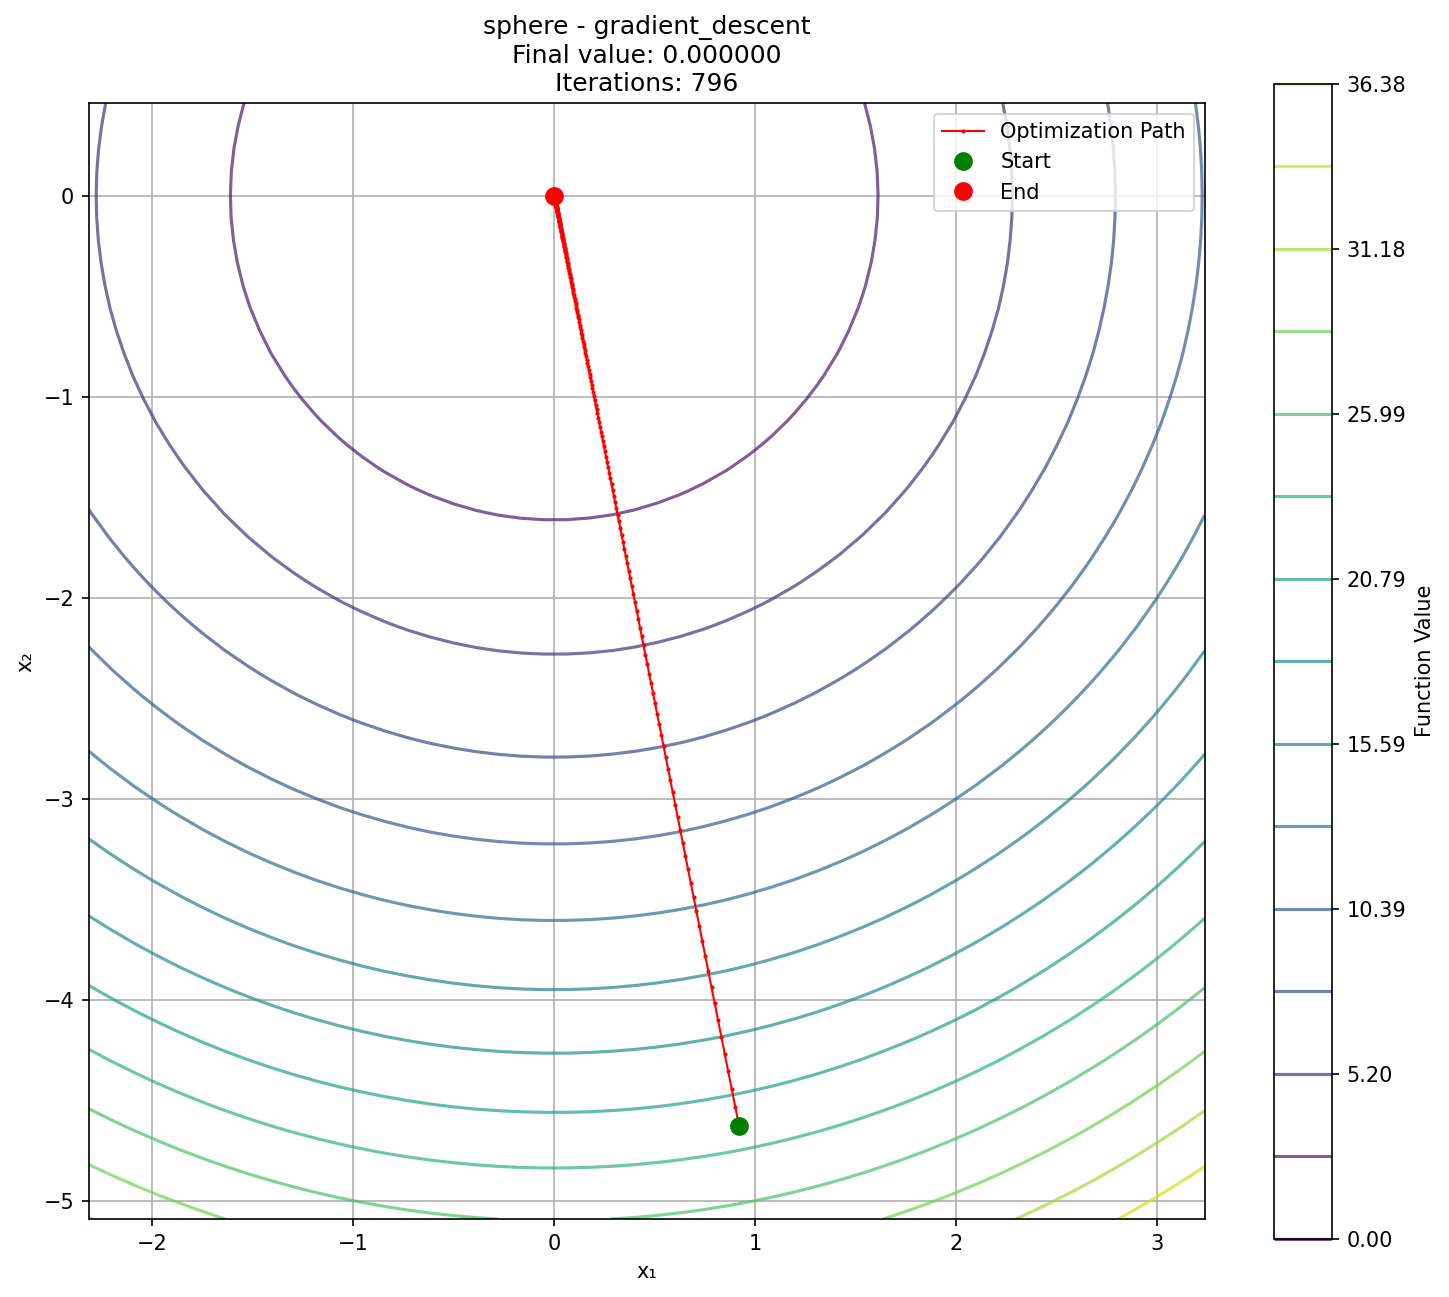 sphere - gradient_descent
Final value: 0.000000
Iterations: 796
Optimization Path
Start
End
0
−1
−2
−3
−4
−5
x₂
−2
−1
0
1
2
3
x₁
36.38
31.18
25.99
20.79
15.59
10.39
5.20
0.00
Function Value